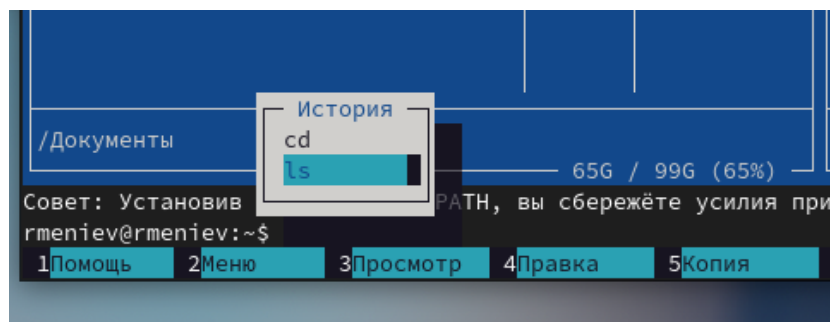 История
cd
/Документы
ls
65G / 99G (65%)
Совет: Установив PATH, вы сбережёте усилия при
rmeniev@rmeniev:~$
1Помощь 2Меню 3Просмотр 4Правка 5Копия